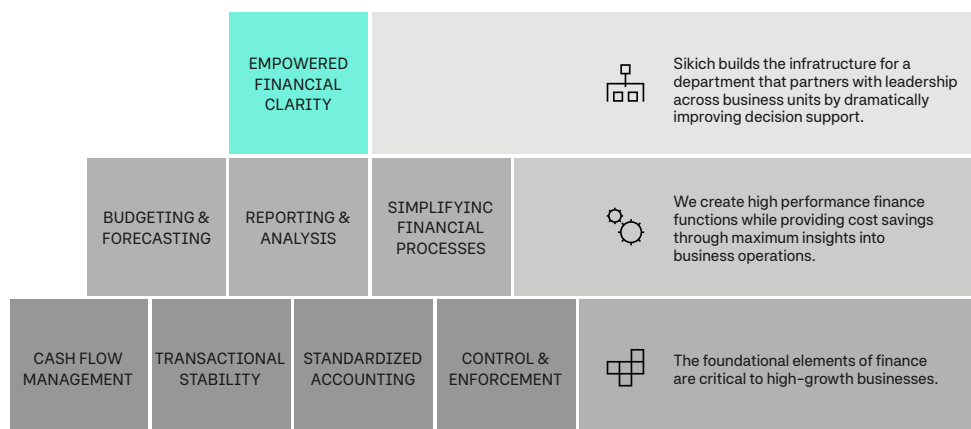 EMPOWERED
FINANCIAL
CLARITY
Sikich builds the infratructure for a
department that partners with leadership
across business units by dramatically
improving decision support.
BUDGETING &
FORECASTING
REPORTING &
ANALYSIS
SIMPLIFYINC
FINANCIAL
PROCESSES
We create high performance finance
functions while providing cost savings
through maximum insights into
business operations.
CASH FLOW
MANAGEMENT
TRANSACTIONAL
STABILITY
STANDARDIZED
ACCOUNTING
CONTROL &
ENFORCEMENT
The foundational elements of finance
are critical to high-growth businesses.